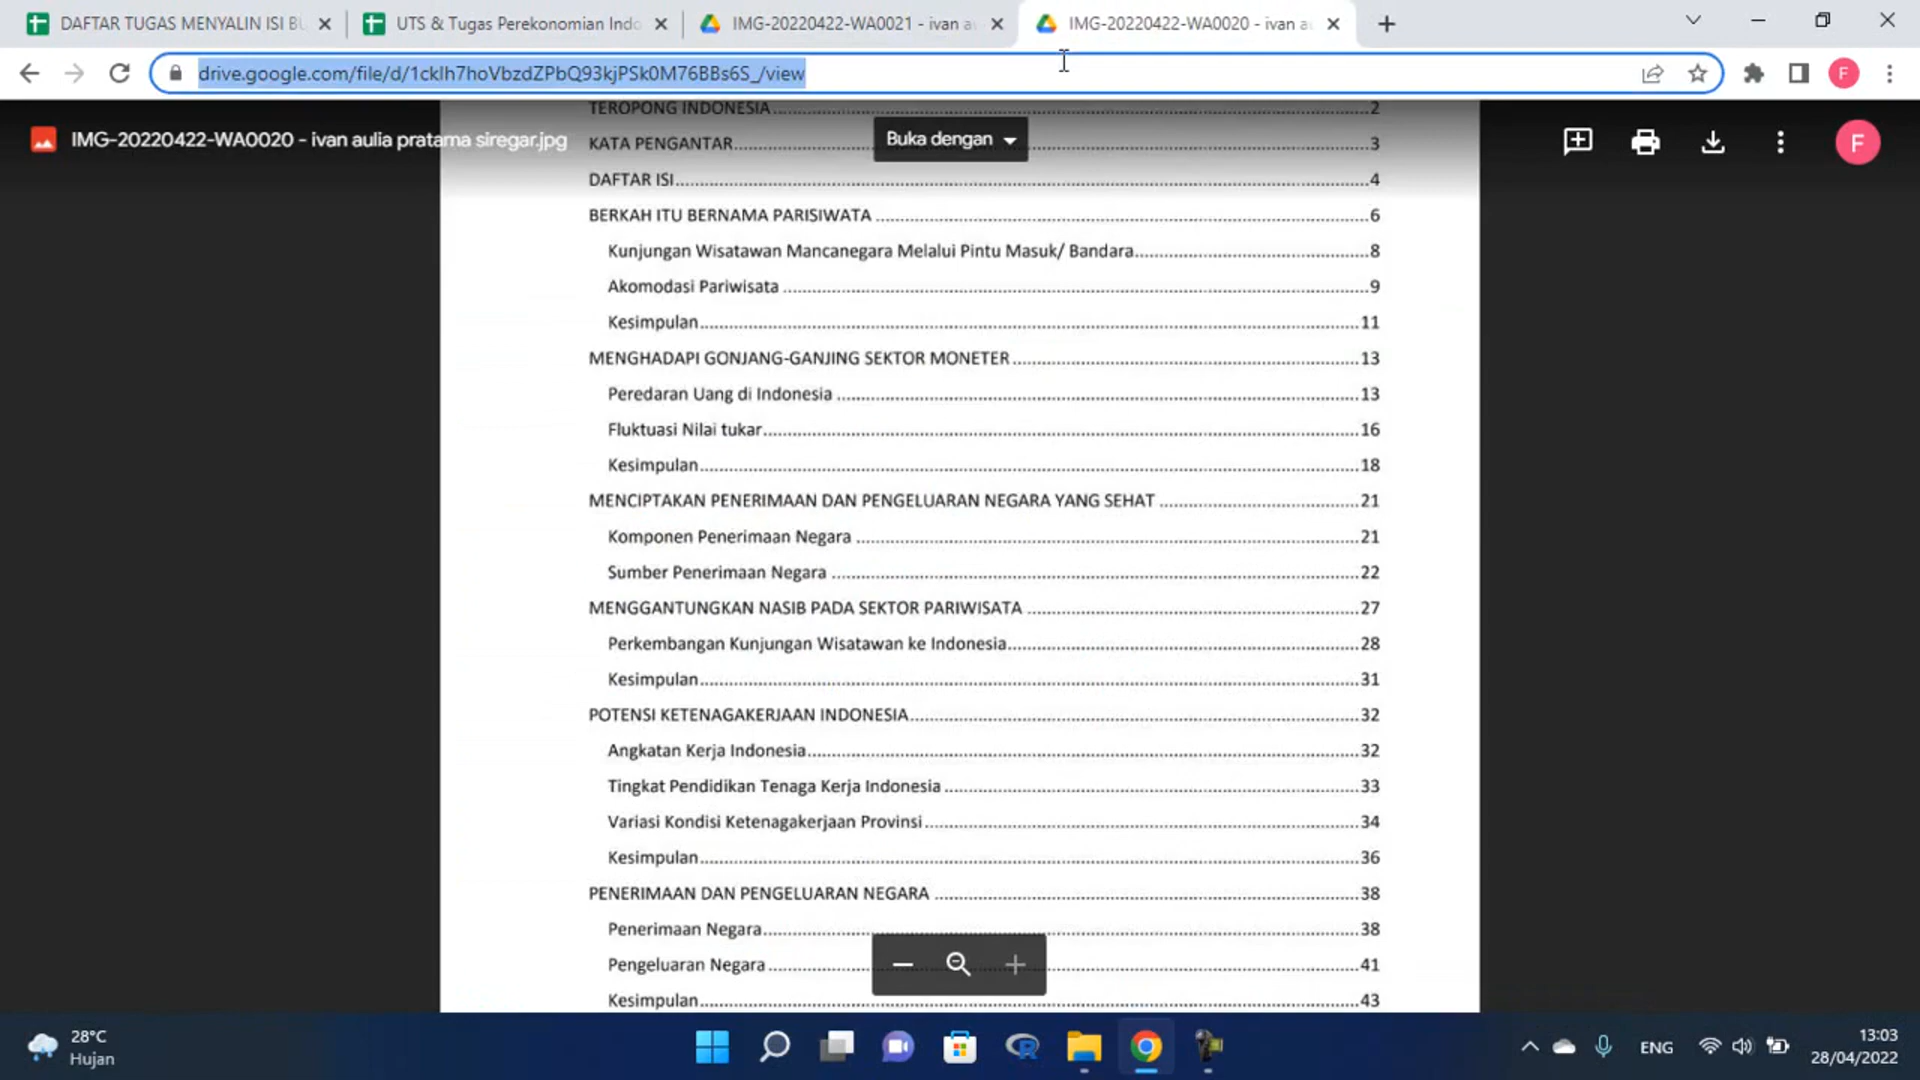 DAFTAR TUGAS MENYALIN ISI BU
UTS & Tugas Perekonomian Indo
IMG-20220422-WA0021 - ivan a
IMG-20220422-WA0020 - ivan a
drive.google.com/file/d/1cklh7hoVbzdZPbQ93kjPSk0M76BBs6S_/view
F
TEROPONG INDONESIA 2
IMG-20220422-WA0020 - ivan aulia pratama siregar.jpg
Buka dengan
F
KATA PENGANTAR 3
DAFTAR ISI 4
BERKAH ITU BERNAMA PARISIWATA 6
Kunjungan Wisatawan Mancanegara Melalui Pintu Masuk/ Bandara 8
Akomodasi Pariwisata 9
Kesimpulan 11
MENGHADAPI GONJANG-GANJING SEKTOR MONETER 13
Peredaran Uang di Indonesia 13
Fluktuasi Nilai tukar 16
Kesimpulan 18
MENCIPTAKAN PENERIMAAN DAN PENGELUARAN NEGARA YANG SEHAT 21
Komponen Penerimaan Negara 21
Sumber Penerimaan Negara 22
MENGGANTUNGKAN NASIB PADA SEKTOR PARIWISATA 27
Perkembangan Kunjungan Wisatawan ke Indonesia 28
Kesimpulan 31
POTENSI KETENAGAKERJAAN INDONESIA 32
Angkatan Kerja Indonesia 32
Tingkat Pendidikan Tenaga Kerja Indonesia 33
Variasi Kondisi Ketenagakerjaan Provinsi 34
Kesimpulan 36
PENERIMAAN DAN PENGELUARAN NEGARA 38
Penerimaan Negara 38
Pengeluaran Negara 41
Kesimpulan 43
28°C
Hujan
R
ENG
13:03
28/04/2022